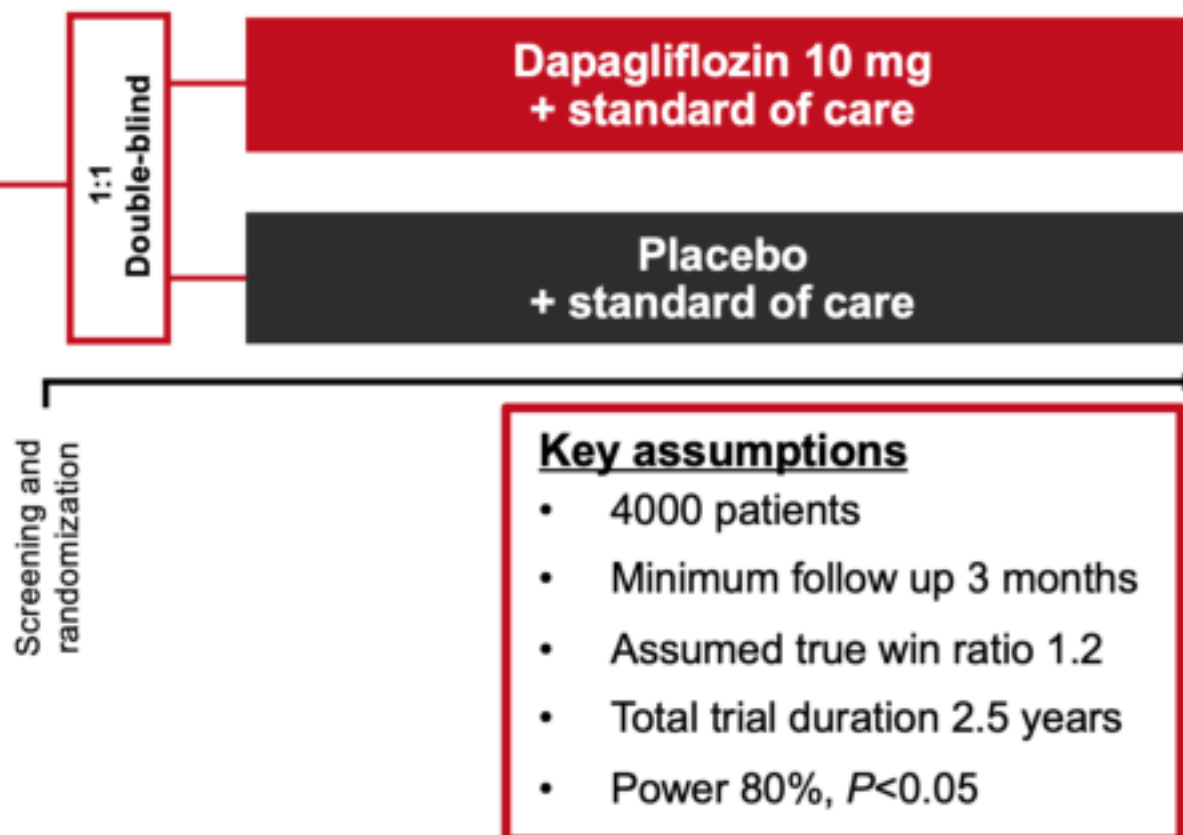 1:1
Double-blind
Dapagliflozin 10 mg
+ standard of care
Placebo
+ standard of care
Screening and
randomization
Key assumptions
• 4000 patients
• Minimum follow up 3 months
• Assumed true win ratio 1.2
• Total trial duration 2.5 years
• Power 80%, P<0.05